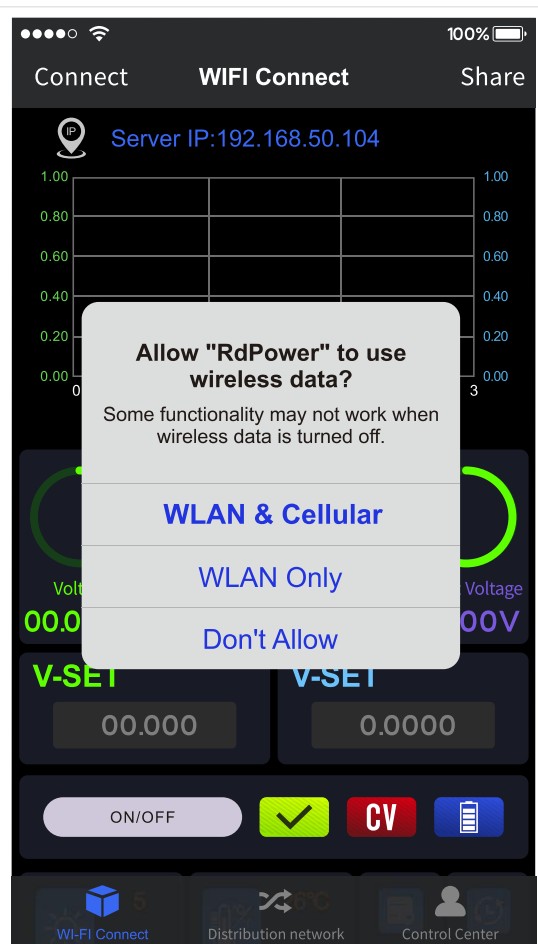 100%
Connect WIFI Connect Share
IP
Server IP:192.168.50.104
1.00 1.00
0.80 0.80
0.60 0.60
0.40 0.40
0.20 0.20
0.00 0.00
0 3
Allow "RdPower" to use
wireless data?
Some functionality may not work when
wireless data is turned off.
WLAN & Cellular
WLAN Only
Don't Allow
Volt Voltage
00.0 00V
V-SET V-SET
00.000 0.0000
ON/OFF CV
5 6°C
WI-FI Connect Distribution network Control Center